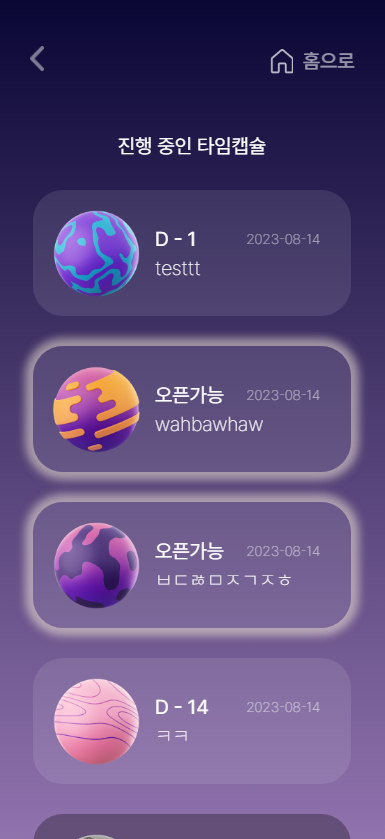 홈으로
진행 중인 타임캡슐
D - 1 2023-08-14
testtt
오픈가능 2023-08-14
wahbawhaw
오픈가능 2023-08-14
ㅂㄷㅀㅁㅈㄱㅈㅎ
D - 14 2023-08-14
ㅋㅋ